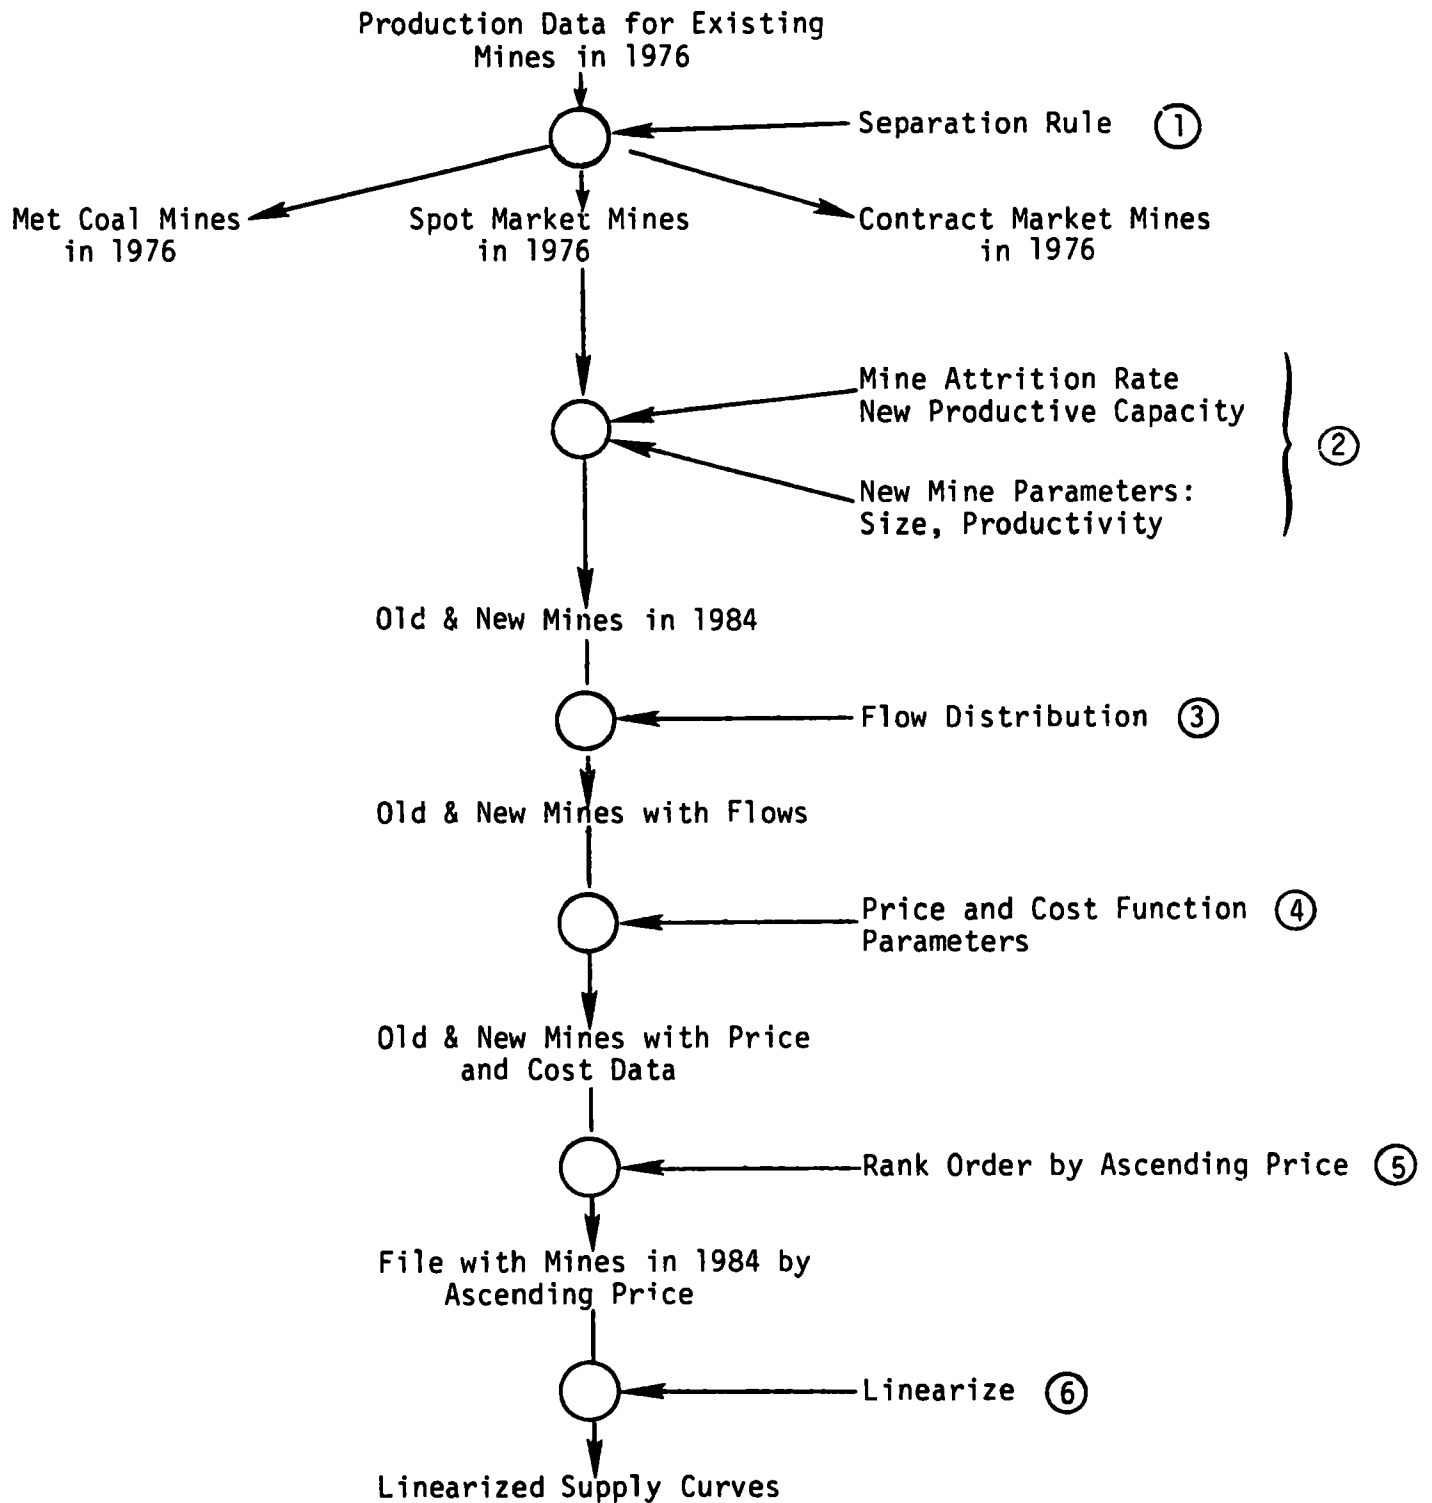 Production Data for Existing
Mines in 1976
Separation Rule 1
Met Coal Mines
in 1976
Spot Market Mines
in 1976
Contract Market Mines
in 1976
Mine Attrition Rate
New Productive Capacity
2
New Mine Parameters:
Size, Productivity
Old & New Mines in 1984
Flow Distribution 3
Old & New Mines with Flows
Price and Cost Function 4
Parameters
Old & New Mines with Price
and Cost Data
Rank Order by Ascending Price 5
File with Mines in 1984 by
Ascending Price
Linearize 6
Linearized Supply Curves